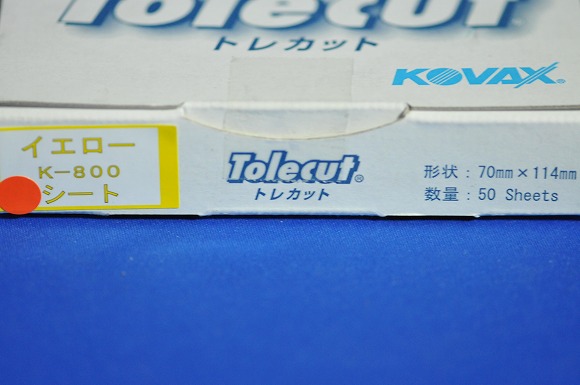 Tolecut
トレカット
KOVAX
イエロー
K-800
シート
Tolecut®
トレカット
形状：70mm×114mm
数量：50 Sheets